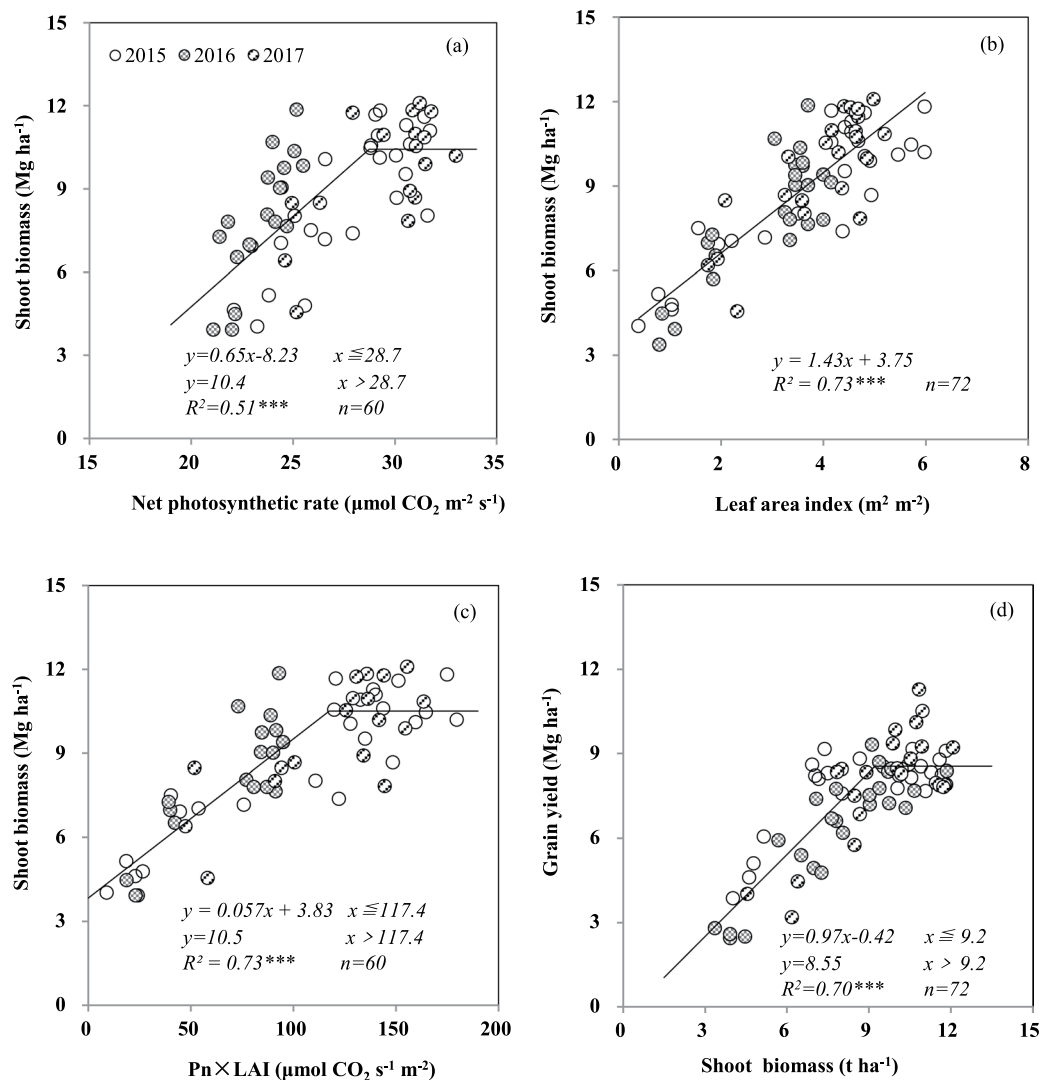 15
12
9
6
3
0
Shoot biomass (Mg ha⁻¹)
(a)
2015 2016 2017
y=0.65x-8.23 x ≦28.7
y=10.4 x > 28.7
R²=0.51*** n=60
15 20 25 30 35
Net photosynthetic rate (μmol CO₂ m⁻² s⁻¹)
15
12
9
6
3
0
Shoot biomass (Mg ha⁻¹)
(b)
y = 1.43x + 3.75
R² = 0.73*** n=72
0 2 4 6 8
Leaf area index (m² m⁻²)
15
12
9
6
3
0
Shoot biomass (Mg ha⁻¹)
(c)
y = 0.057x + 3.83 x ≦117.4
y=10.5 x > 117.4
R² = 0.73*** n=60
0 50 100 150 200
Pn×LAI (μmol CO₂ s⁻¹ m⁻²)
15
12
9
6
3
0
Grain yield (Mg ha⁻¹)
(d)
y=0.97x-0.42 x ≦ 9.2
y=8.55 x > 9.2
R²=0.70*** n=72
0 3 6 9 12 15
Shoot biomass (t ha⁻¹)